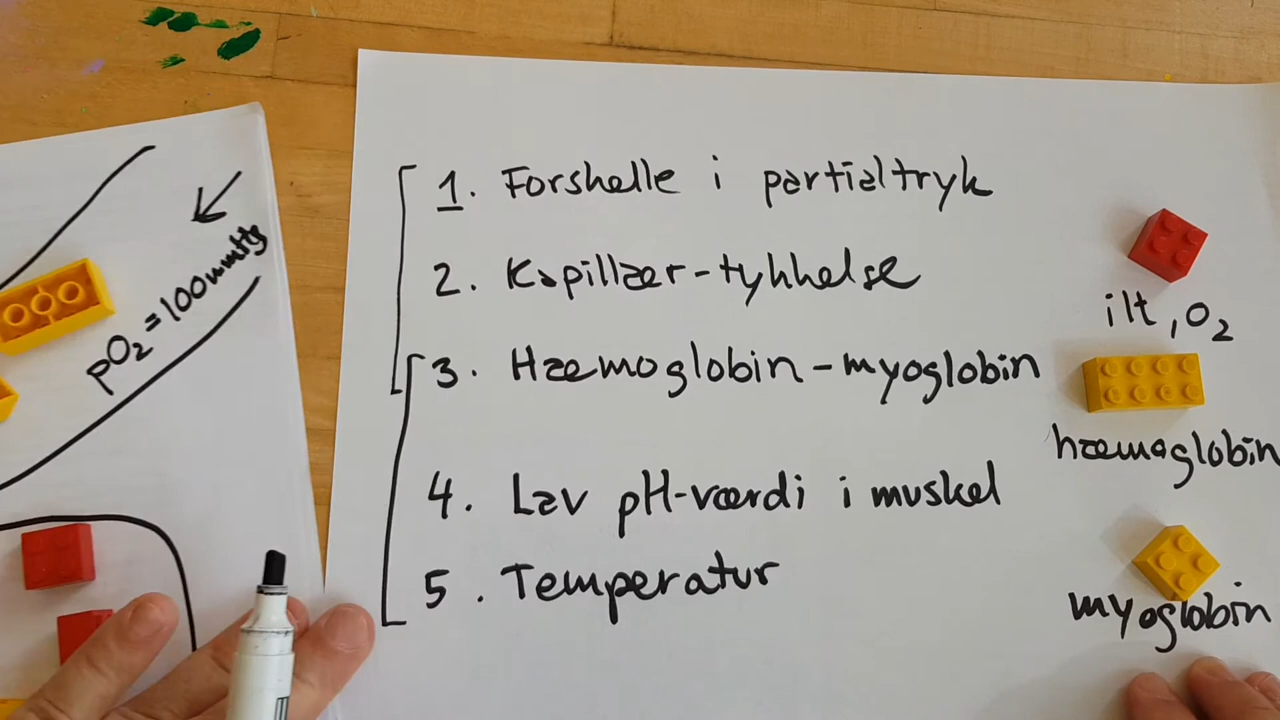 pO2=100mmHg
1. Forskelle i partialtryk
2. Kapillær-tykkelse
3. Hæmoglobin-myoglobin
4. Lav pH-værdi i muskel
5. Temperatur
ilt, O2
hæmoglobin
myoglobin